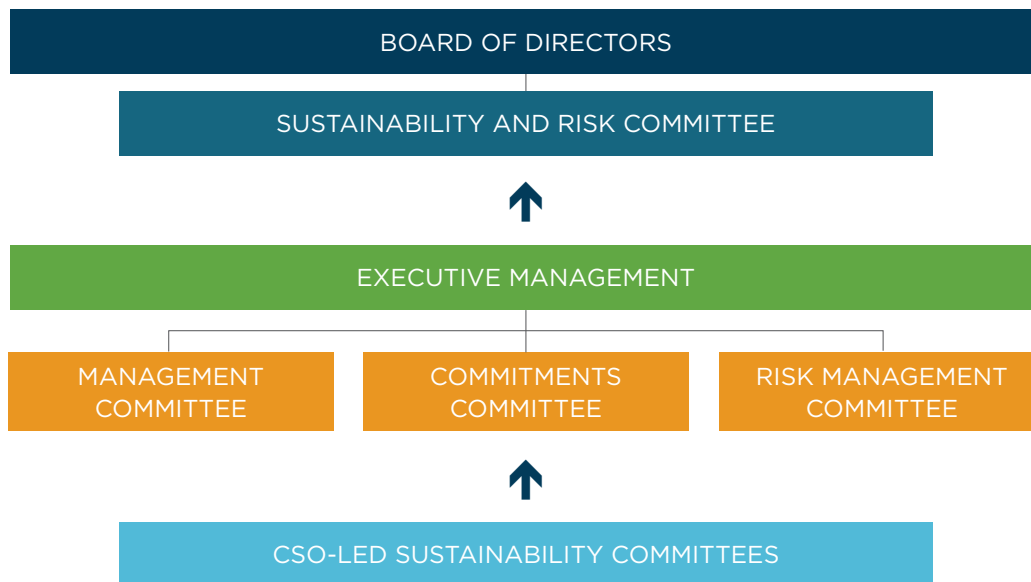 BOARD OF DIRECTORS
SUSTAINABILITY AND RISK COMMITTEE
EXECUTIVE MANAGEMENT
MANAGEMENT
COMMITTEE
COMMITMENTS
COMMITTEE
RISK MANAGEMENT
COMMITTEE
CSO-LED SUSTAINABILITY COMMITTEES